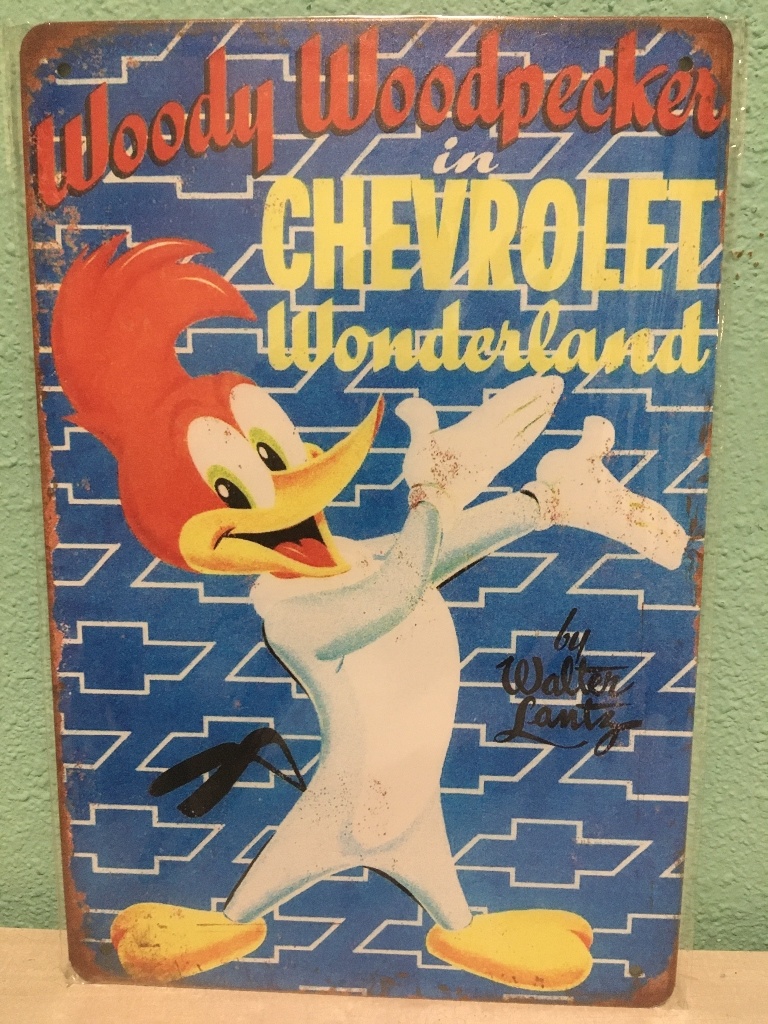 Woody Woodpecker
in
CHEVROLET
Wonderland
by
Walter
Lantz